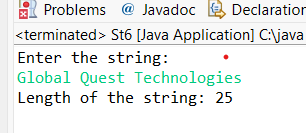 Problems @ Javadoc Declaration
<terminated> St6 [Java Application] C:\java
Enter the string:
Global Quest Technologies
Length of the string: 25